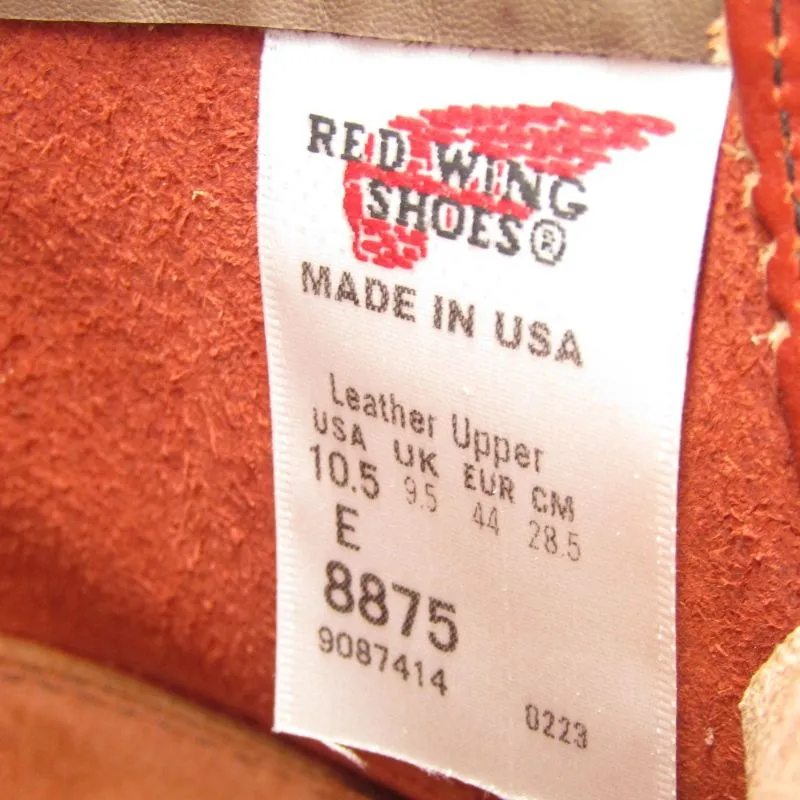 RED WING
SHOES®
MADE IN USA
Leather Upper
USA UK EUR CM
10.5 9.5 44 28.5
E
8875
9087414
0223